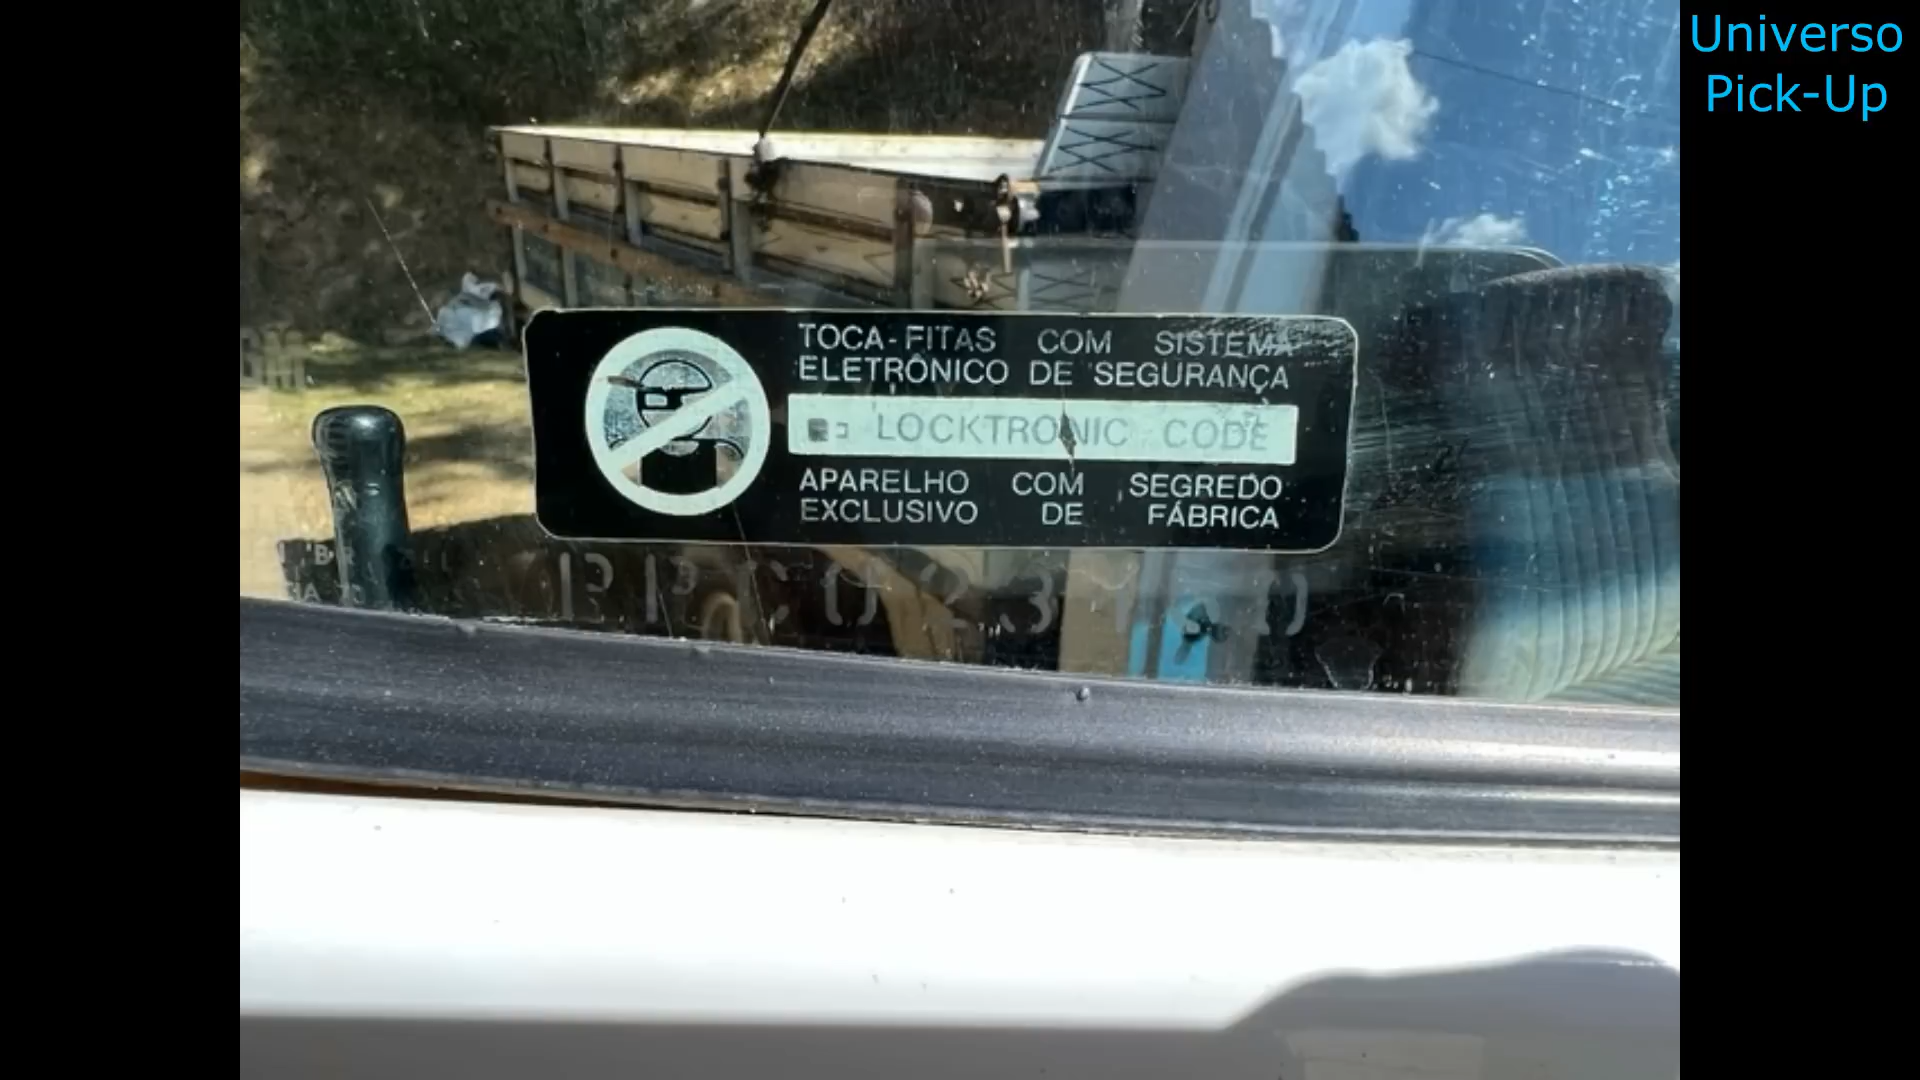 Universo
Pick-Up
TOCA-FITAS COM SISTEMA
ELETRÔNICO DE SEGURANÇA
LOCKTRONIC CODE
APARELHO COM SEGREDO
EXCLUSIVO DE FÁBRICA